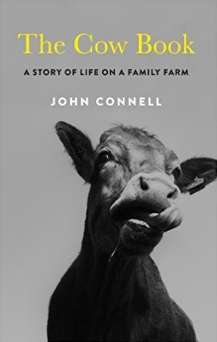 The Cow Book
A STORY OF LIFE ON A FAMILY FARM
JOHN CONNELL